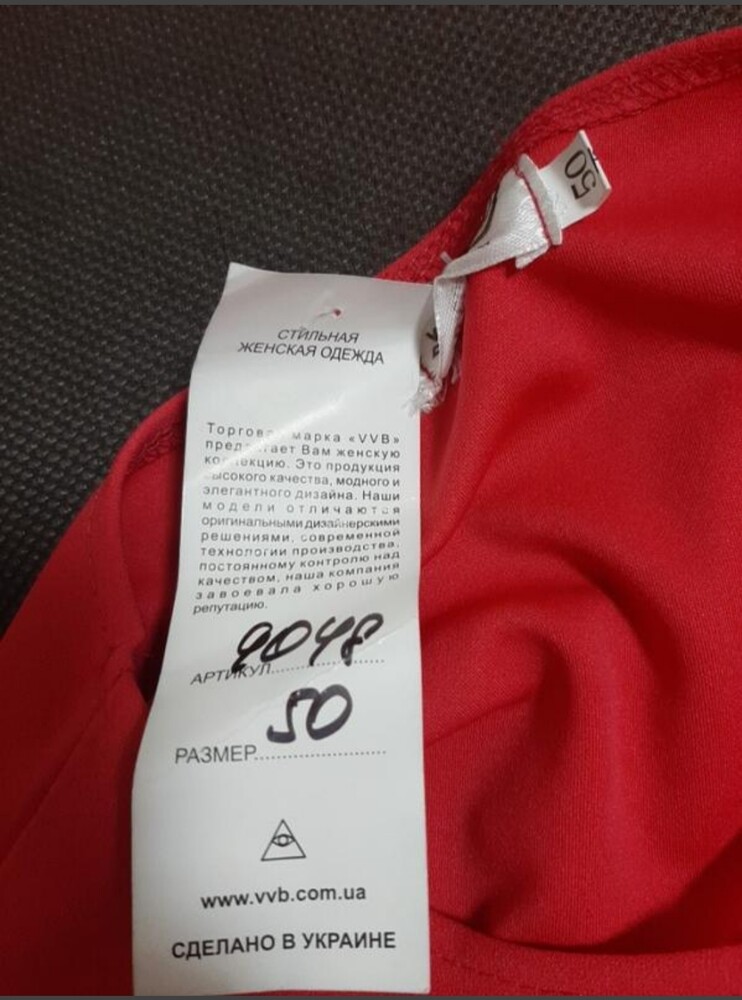 50
СТИЛЬНАЯ
ЖЕНСКАЯ ОДЕЖДА
марка «VVB»
Вам женскую
Это продукция
качества, модного и
элегантного дизайна. Наши
модели отличаются
оригинальными дизайнерскими
решениями, современной
технологии производства,
постоянному контролю над
качеством, наша компания
завоевала хорошую
репутацию.
АРТИКУЛ 9048
РАЗМЕР 50
www.vvb.com.ua
СДЕЛАНО В УКРАИНЕ